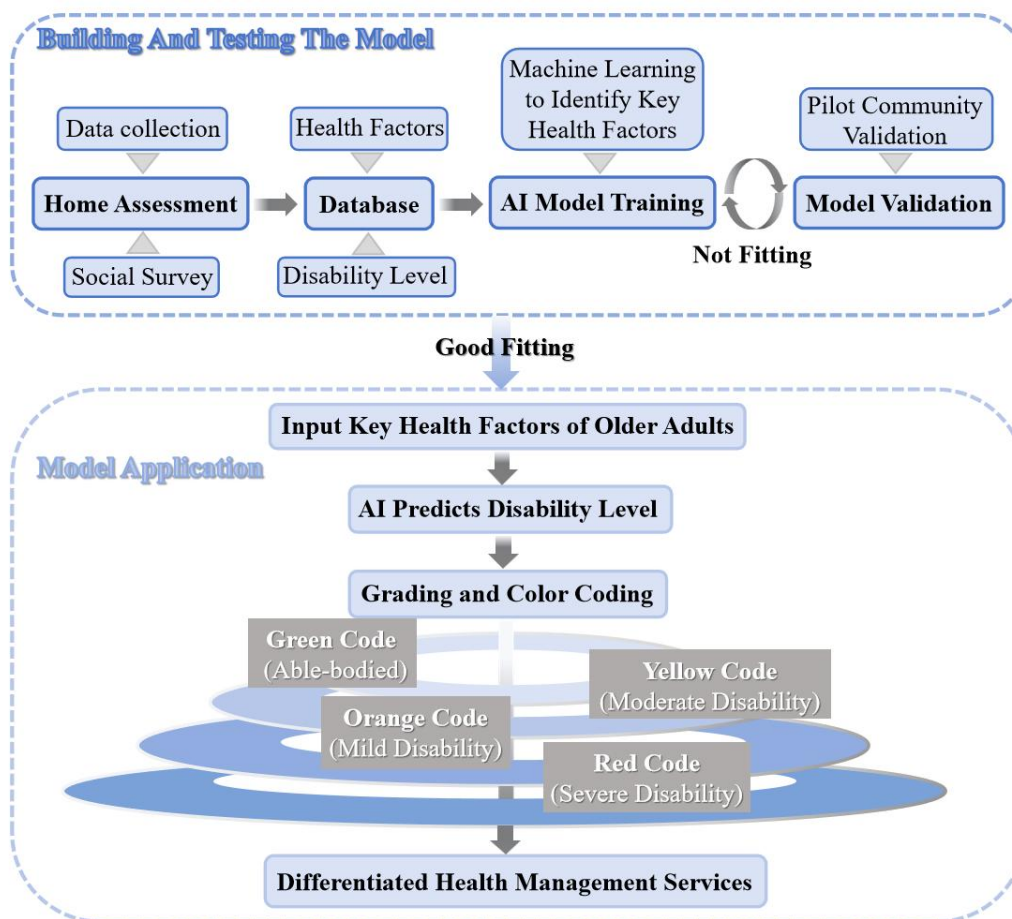 Building And Testing The Model
Data collection
Health Factors
Machine Learning
to Identify Key
Health Factors
Pilot Community
Validation
Home Assessment
Database
AI Model Training
Model Validation
Social Survey
Disability Level
Not Fitting
Good Fitting
Model Application
Input Key Health Factors of Older Adults
AI Predicts Disability Level
Grading and Color Coding
Green Code
(Able-bodied)
Yellow Code
(Moderate Disability)
Orange Code
(Mild Disability)
Red Code
(Severe Disability)
Differentiated Health Management Services